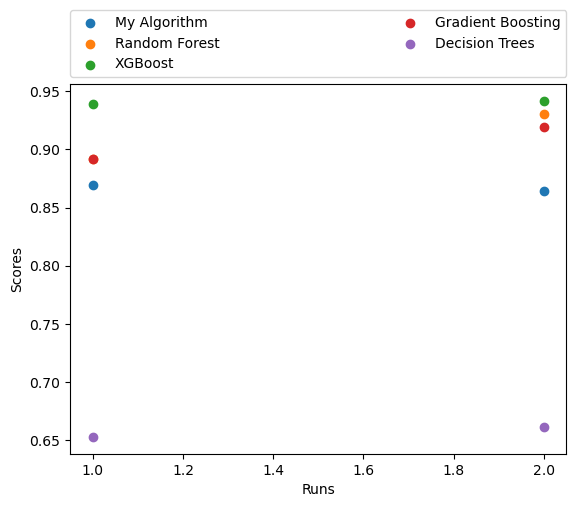 My Algorithm
Random Forest
XGBoost
Gradient Boosting
Decision Trees
0.95
0.90
0.85
0.80
0.75
0.70
0.65
Scores
1.0 1.2 1.4 1.6 1.8 2.0
Runs